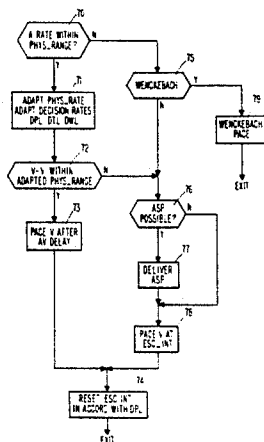 70
A RATE WITHIN
PHYS_RANGE?
N
Y
71
ADAPT PHYS_RATE
ADAPT DECISION RATES
DPL DTL DWL
75
WENCKEBACH
Y
N
79
WENCKEBACH
PACE
EXIT
72
V-V WITHIN
ADAPTED PHYS_RANGE
N
Y
73
PACE V AFTER
AV DELAY
76
ASP
POSSIBLE?
N
Y
77
DELIVER
ASP
78
PACE V AT
ESC_INT
74
RESET ESC_INT
IN ACCORD WITH DPL
EXIT